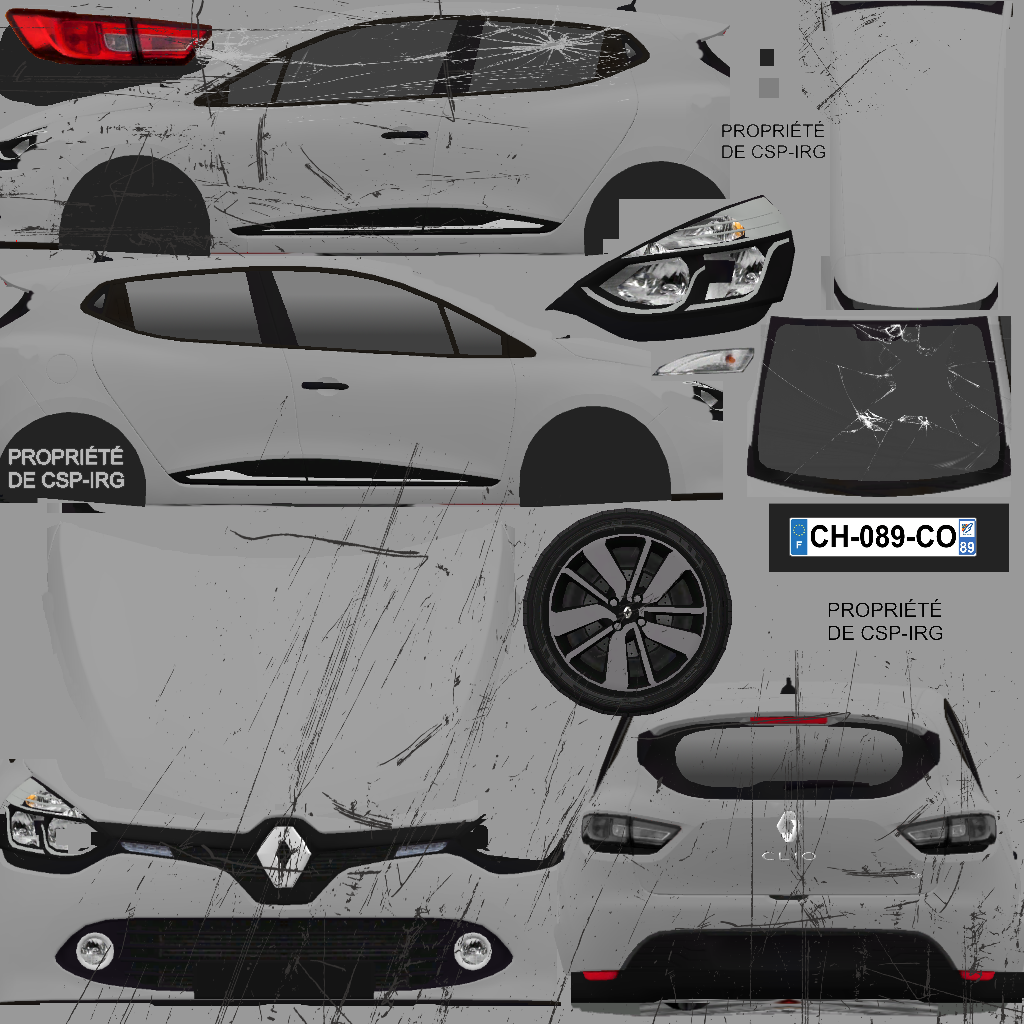 PROPRIÉTÉ
DE CSP-IRG
PROPRIÉTÉ
DE CSP-IRG
F CH-089-CO 89
PROPRIÉTÉ
DE CSP-IRG
CLIO